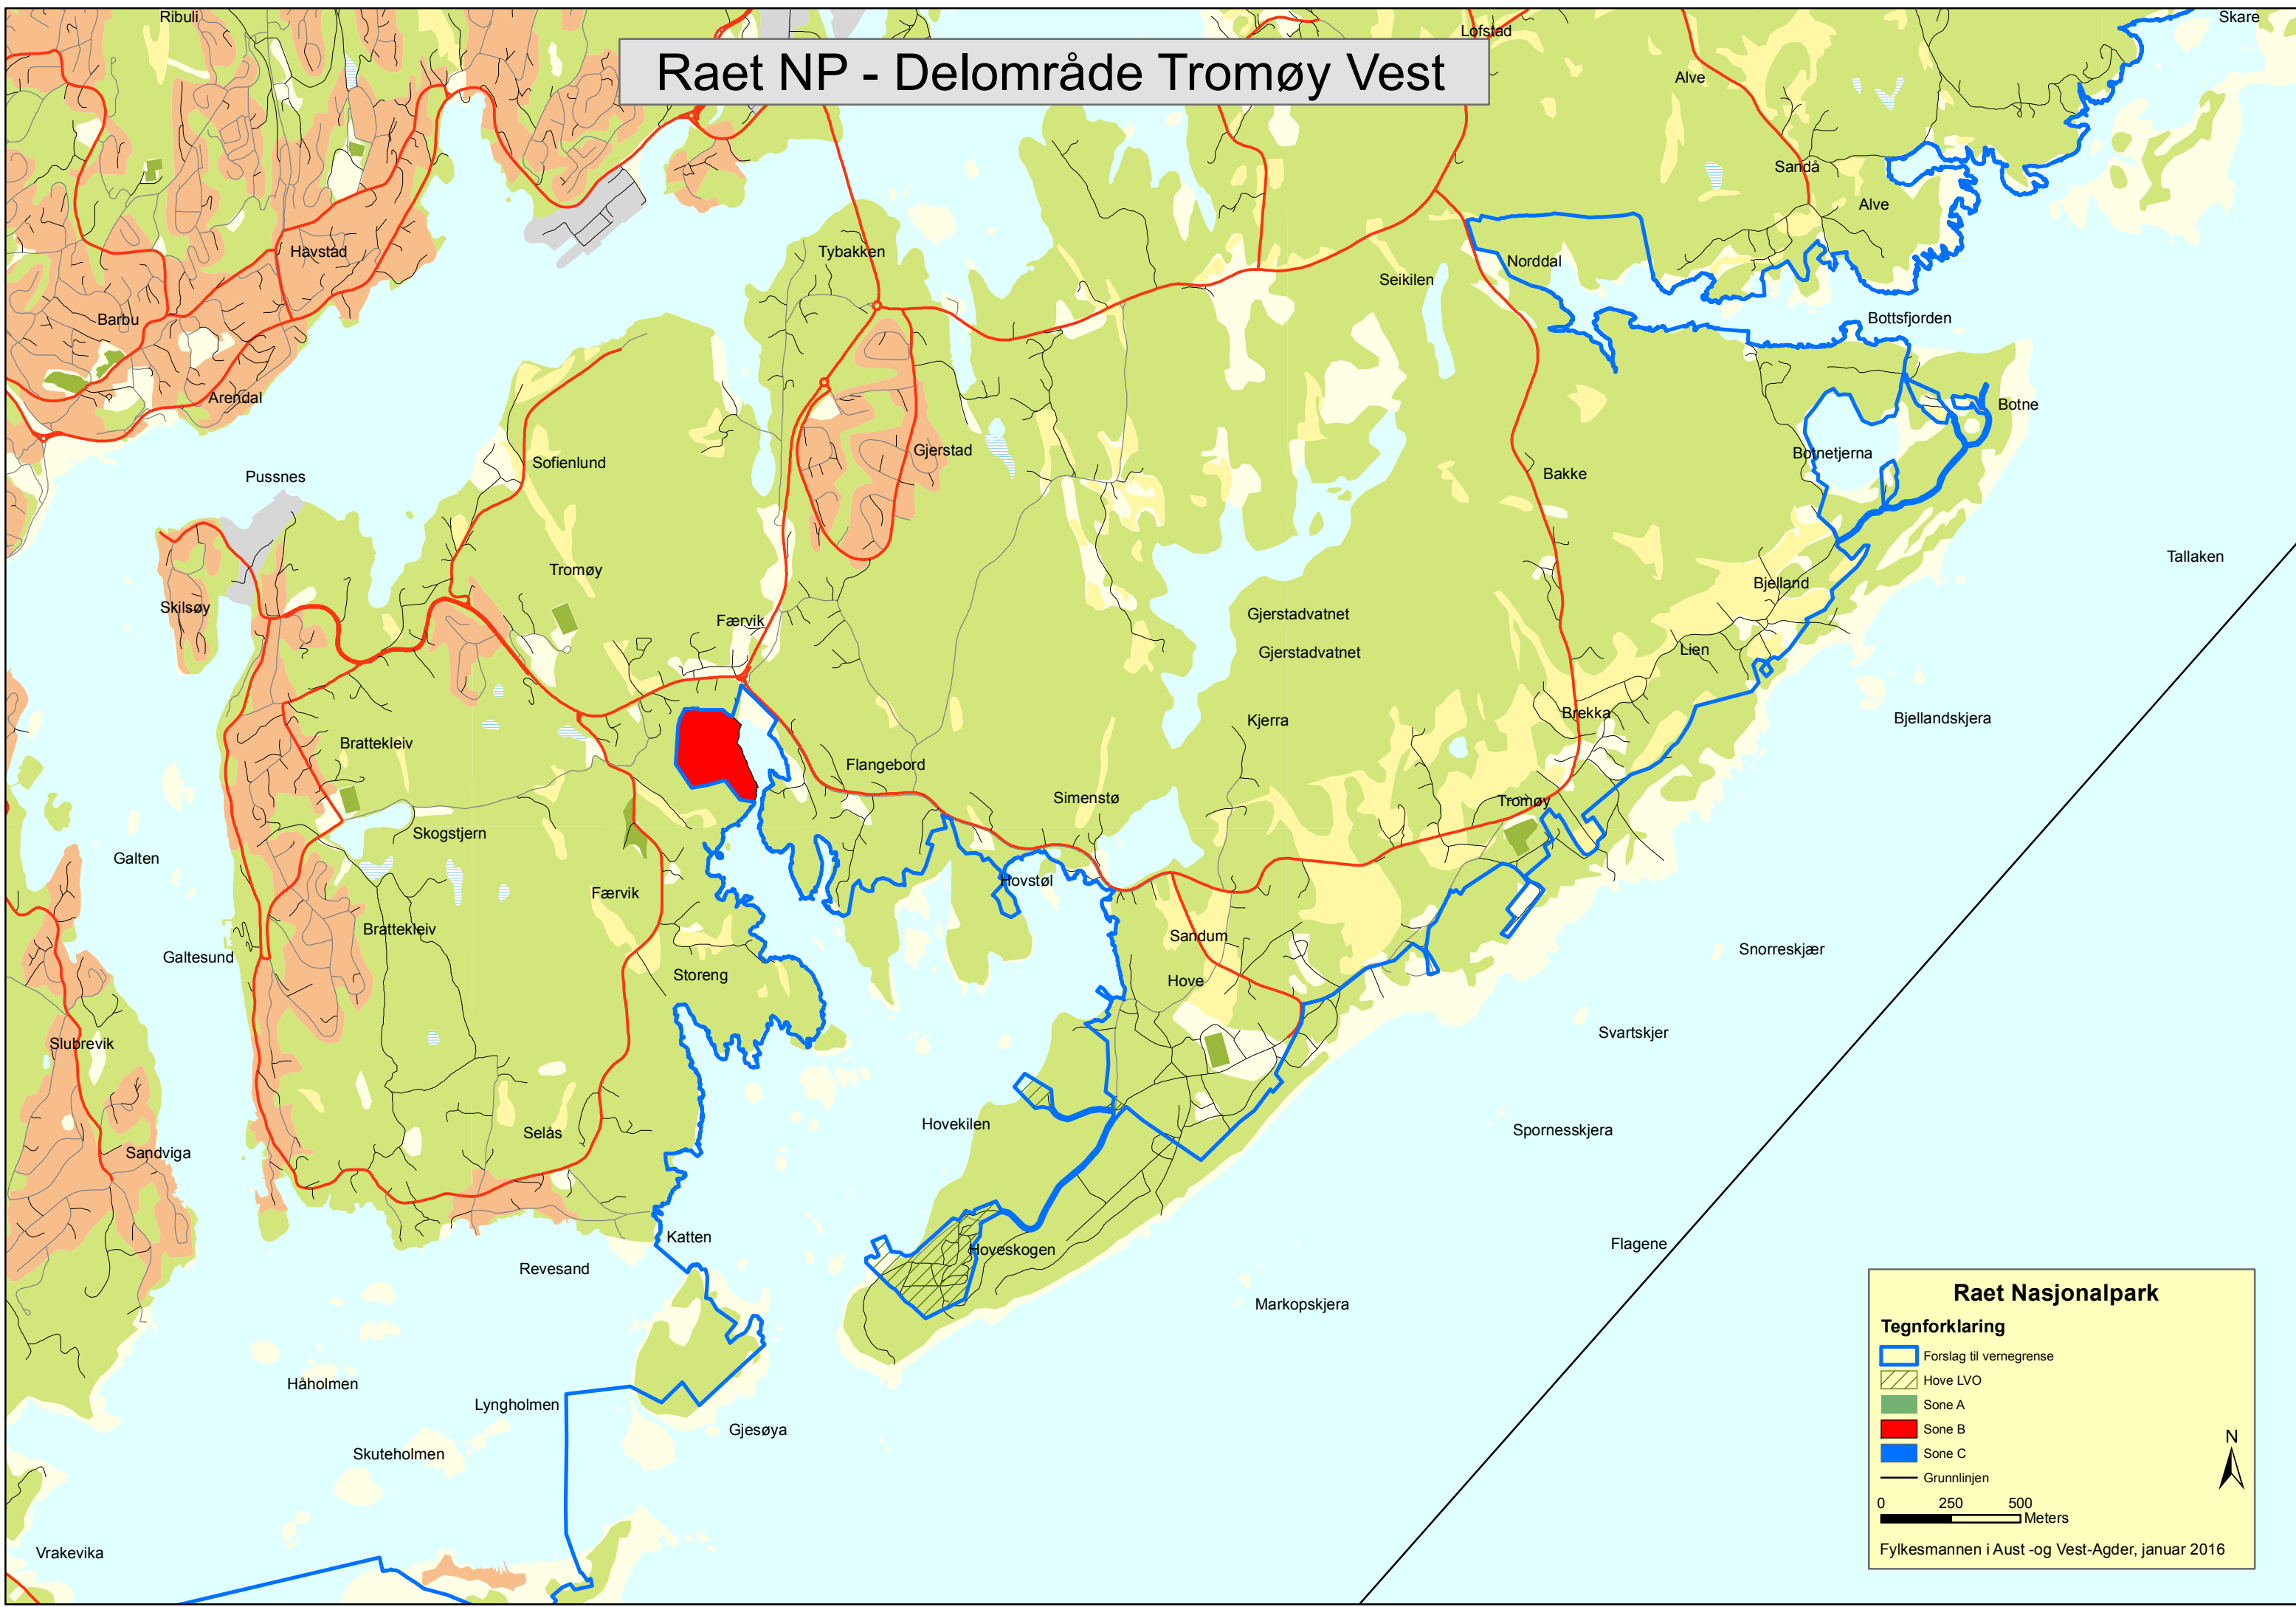 Ribuli
Skare
Lofstad
Raet NP - Delområde Tromøy Vest
Alve
Sandå
Alve
Havstad
Tybakken
Seikilen
Norddal
Barbu
Bottsfjorden
Arendal
Botne
Gjerstad
Botnetjerna
Sofienlund
Bakke
Pussnes
Tallaken
Tromøy
Bjelland
Skilsøy
Færvik
Gjerstadvatnet
Lien
Gjerstadvatnet
Brekka
Kjerra
Bjellandskjera
Brattekleiv
Flangebord
Simenstø
Tromøy
Skogstjern
Galten
Hovstøl
Færvik
Brattekleiv
Sandum
Snorreskjær
Galtesund
Storeng
Hove
Svartskjer
Slubrevik
Hovekilen
Selås
Spornesskjera
Sandviga
Katten
Flagene
Hoveskogen
Revesand
Markopskjera
Håholmen
Lyngholmen
Gjesøya
Skuteholmen
Vrakevika
Raet Nasjonalpark
Tegnforklaring
Forslag til vernegrense
Hove LVO
Sone A
Sone B
Sone C
Grunnlinjen
N
0 250 500
Meters
Fylkesmannen i Aust -og Vest-Agder, januar 2016